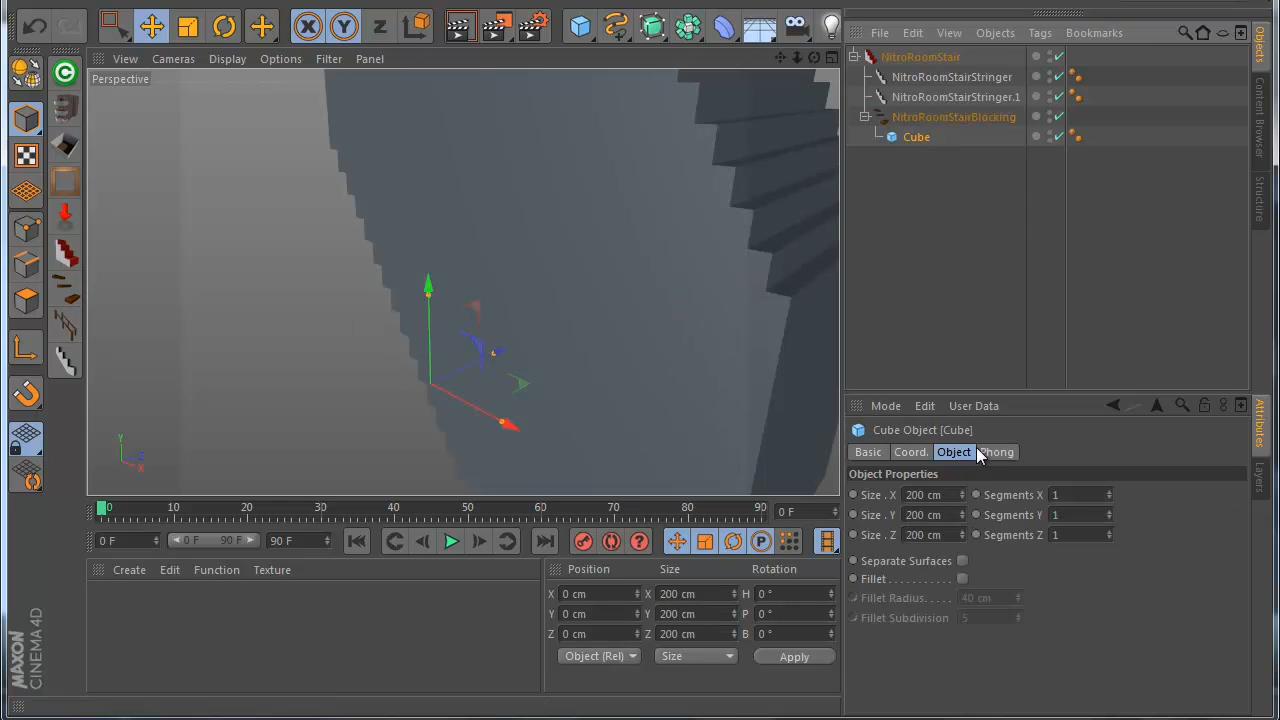 View Cameras Display Options Filter Panel
Perspective
Y
Z
X
0 10 20 30 40 50 60 70 80 90 0 F
0 F 0 F 90 F 90 F
Create Edit Function Texture
Position Size Rotation
X 0 cm X 200 cm H 0 °
Y 0 cm Y 200 cm P 0 °
Z 0 cm Z 200 cm B 0 °
Object (Rel) Size Apply
MAXON
CINEMA 4D
X Y Z
File Edit View Objects Tags Bookmarks
NitroRoomStair
NitroRoomStairStringer
NitroRoomStairStringer.1
NitroRoomStairBlocking
Cube
Objects
Content Browser
Structure
Mode Edit User Data
Cube Object [Cube]
Basic Coord. Object Phong
Object Properties
Size . X 200 cm Segments X 1
Size . Y 200 cm Segments Y 1
Size . Z 200 cm Segments Z 1
Separate Surfaces
Fillet . . . . . . . . . . .
Fillet Radius. . . . . 40 cm
Fillet Subdivision 5
Attributes
Layers